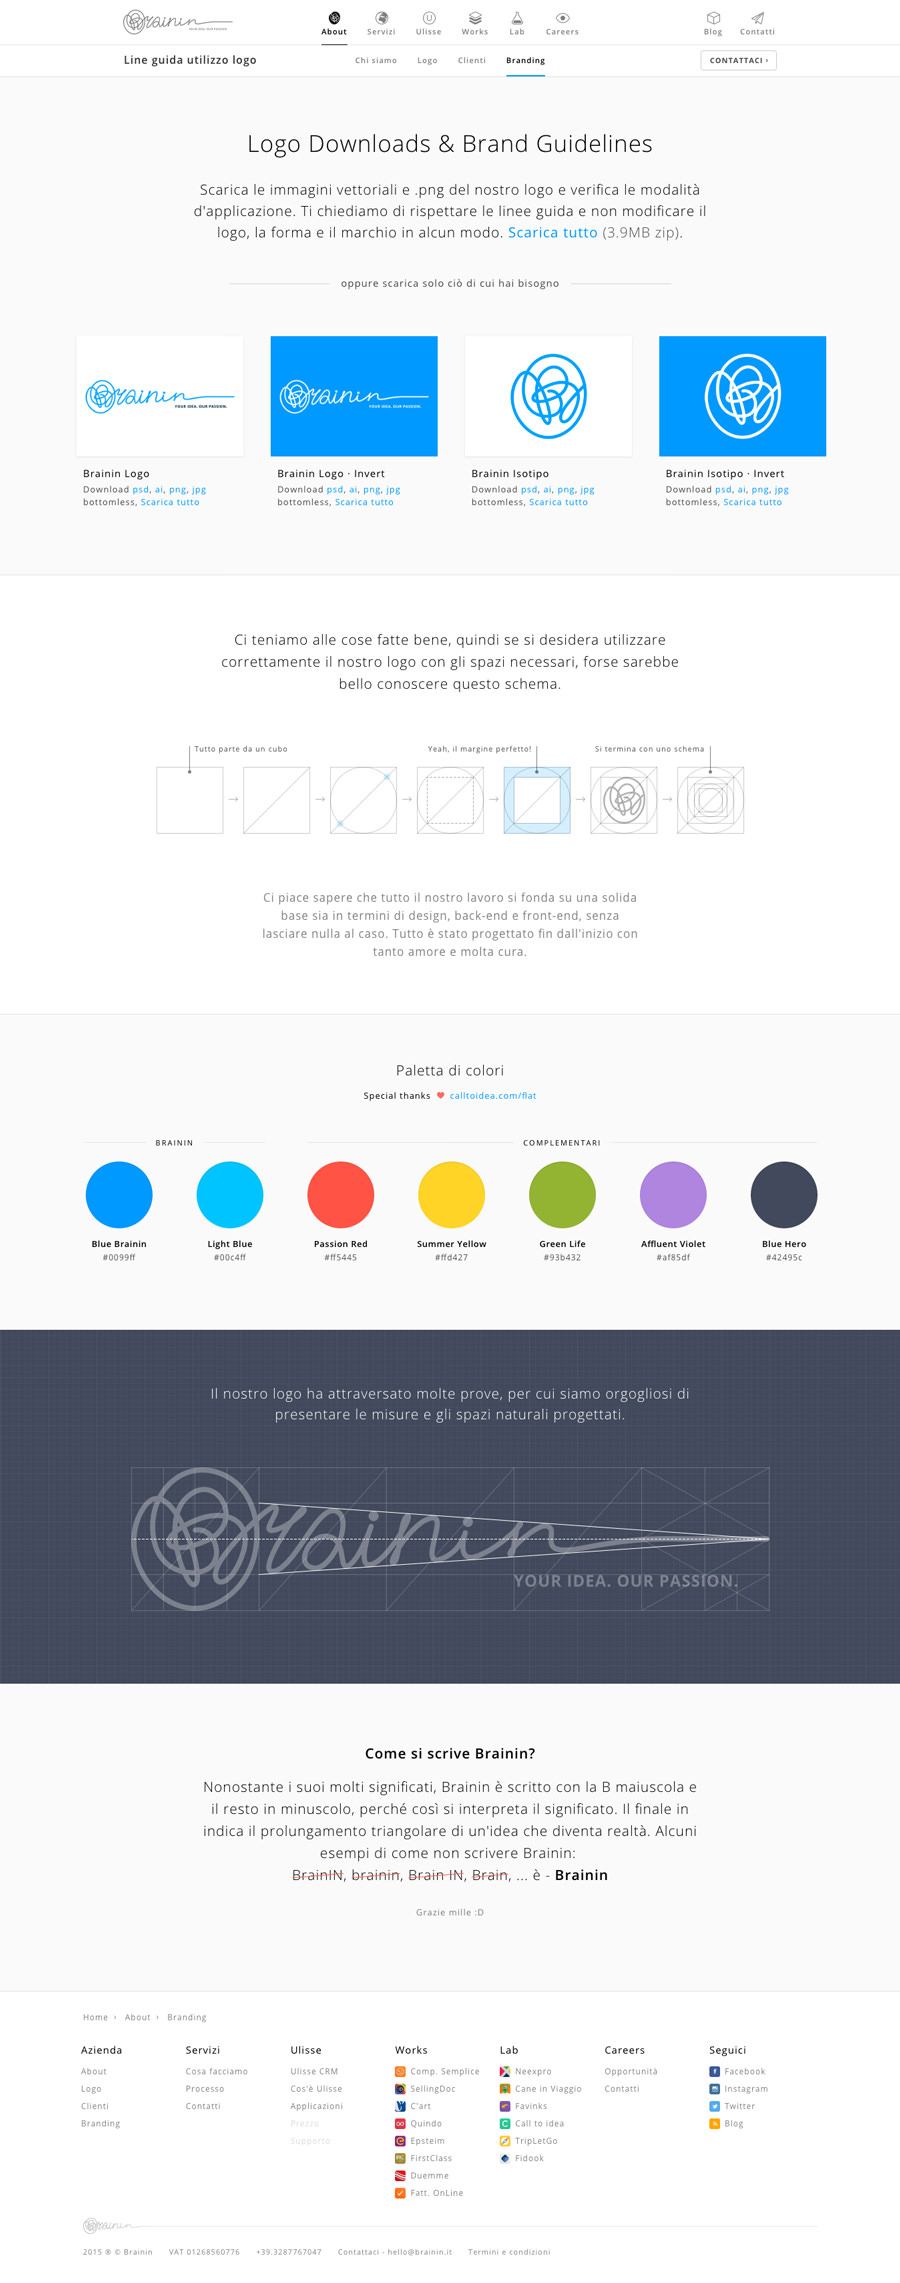 Brainin
YOUR IDEA. OUR PASSION.
About Servizi Ulisse Works Lab Careers Blog Contatti
Line guida utilizzo logo
Chi siamo Logo Clienti Branding
CONTATTACI ›
Logo Downloads & Brand Guidelines
Scarica le immagini vettoriali e .png del nostro logo e verifica le modalità
d'applicazione. Ti chiediamo di rispettare le linee guida e non modificare il
logo, la forma e il marchio in alcun modo. Scarica tutto (3.9MB zip).
oppure scarica solo ciò di cui hai bisogno
Brainin
YOUR IDEA. OUR PASSION.
Brainin
YOUR IDEA. OUR PASSION.
Brainin Logo
Download psd, ai, png, jpg
bottomless, Scarica tutto
Brainin Logo · Invert
Download psd, ai, png, jpg
bottomless, Scarica tutto
Brainin Isotipo
Download psd, ai, png, jpg
bottomless, Scarica tutto
Brainin Isotipo · Invert
Download psd, ai, png, jpg
bottomless, Scarica tutto
Ci teniamo alle cose fatte bene, quindi se si desidera utilizzare
correttamente il nostro logo con gli spazi necessari, forse sarebbe
bello conoscere questo schema.
Tutto parte da un cubo
Yeah, il margine perfetto!
Si termina con uno schema
Ci piace sapere che tutto il nostro lavoro si fonda su una solida
base sia in termini di design, back-end e front-end, senza
lasciare nulla al caso. Tutto è stato progettato fin dall'inizio con
tanto amore e molta cura.
Paletta di colori
Special thanks ♥ calltoidea.com/flat
BRAININ
COMPLEMENTARI
Blue Brainin
#0099ff
Light Blue
#00c4ff
Passion Red
#ff5445
Summer Yellow
#ffd427
Green Life
#93b432
Affluent Violet
#af85df
Blue Hero
#42495c
Il nostro logo ha attraversato molte prove, per cui siamo orgogliosi di
presentare le misure e gli spazi naturali progettati.
Brainin
YOUR IDEA. OUR PASSION.
Come si scrive Brainin?
Nonostante i suoi molti significati, Brainin è scritto con la B maiuscola e
il resto in minuscolo, perché così si interpreta il significato. Il finale in
indica il prolungamento triangolare di un'idea che diventa realtà. Alcuni
esempi di come non scrivere Brainin:
BrainIN, brainin, Brain IN, Brain, ... è - Brainin
Grazie mille :D
Home › About › Branding
Azienda
About
Logo
Clienti
Branding
Servizi
Cosa facciamo
Processo
Contatti
Ulisse
Ulisse CRM
Cos'è Ulisse
Applicazioni
Prezzo
Supporto
Works
Comp. Semplice
SellingDoc
C'art
Quindo
Epsteim
FirstClass
Duemme
Fatt. OnLine
Lab
Neexpro
Cane in Viaggio
Favinks
Call to idea
TripLetGo
Fidook
Careers
Opportunità
Contatti
Seguici
Facebook
Instagram
Twitter
Blog
Brainin
2015 ® © Brainin VAT 01268560776 +39.3287767047 Contattaci - hello@brainin.it Termini e condizioni